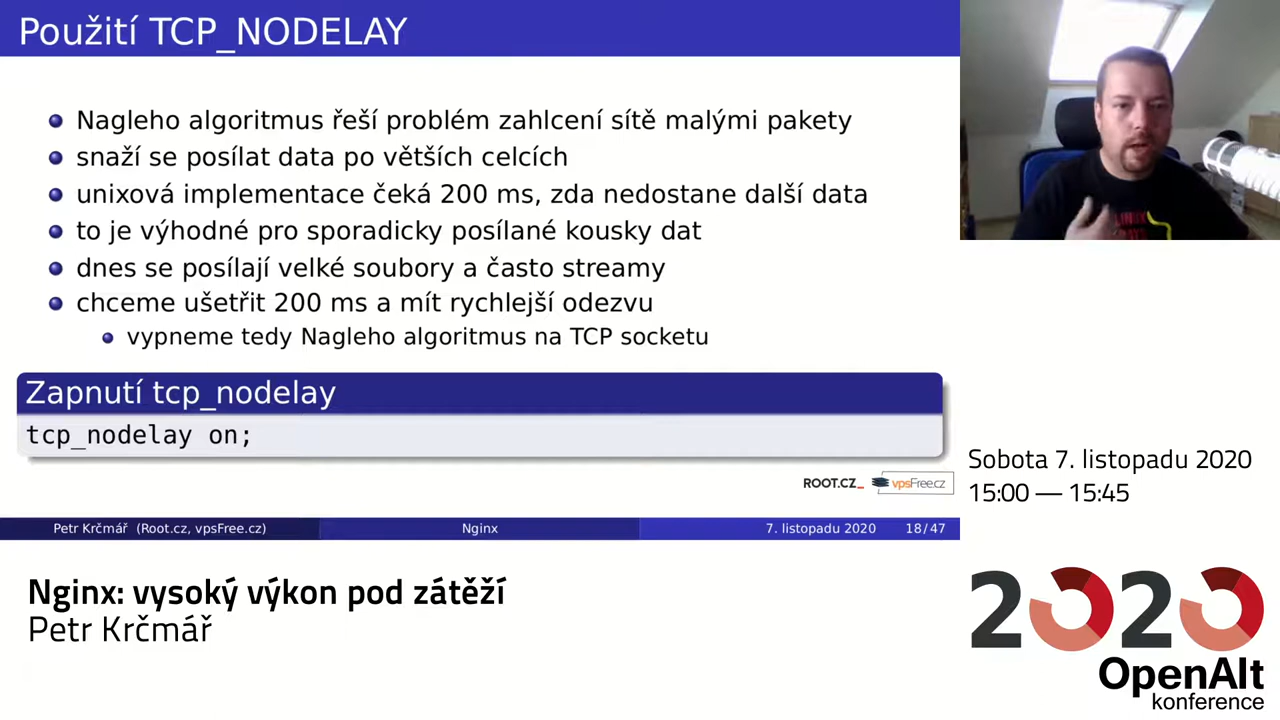 Použití TCP_NODELAY
Nagleho algoritmus řeší problém zahlcení sítě malými pakety
snaží se posílat data po větších celcích
unixová implementace čeká 200 ms, zda nedostane další data
to je výhodné pro sporadicky posílané kousky dat
dnes se posílají velké soubory a často streamy
chceme ušetřit 200 ms a mít rychlejší odezvu
vypneme tedy Nagleho algoritmus na TCP socketu
Zapnutí tcp_nodelay
tcp_nodelay on;
ROOT.CZ_ vpsFree.cz
Petr Krčmář (Root.cz, vpsFree.cz) Nginx 7. listopadu 2020 18/47
Sobota 7. listopadu 2020
15:00 — 15:45
Nginx: vysoký výkon pod zátěží
Petr Krčmář
2020
OpenAlt
konference